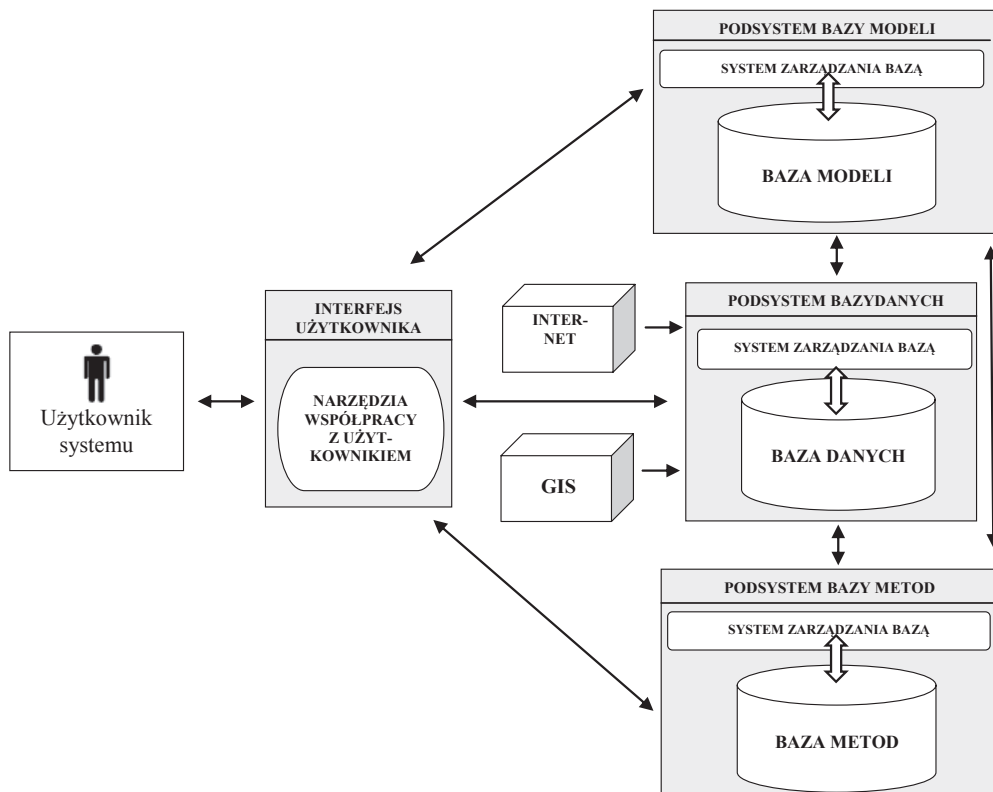 PODSYSTEM BAZY MODELI
SYSTEM ZARZĄDZANIA BAZĄ
BAZA MODELI
INTERFEJS
UŻYTKOWNIKA
NARZĘDZIA
WSPÓŁPRACY
Z UŻYT-
KOWNIKIEM
Użytkownik
systemu
INTER-
NET
GIS
PODSYSTEM BAZYDANYCH
SYSTEM ZARZĄDZANIA BAZĄ
BAZA DANYCH
PODSYSTEM BAZY METOD
SYSTEM ZARZĄDZANIA BAZĄ
BAZA METOD